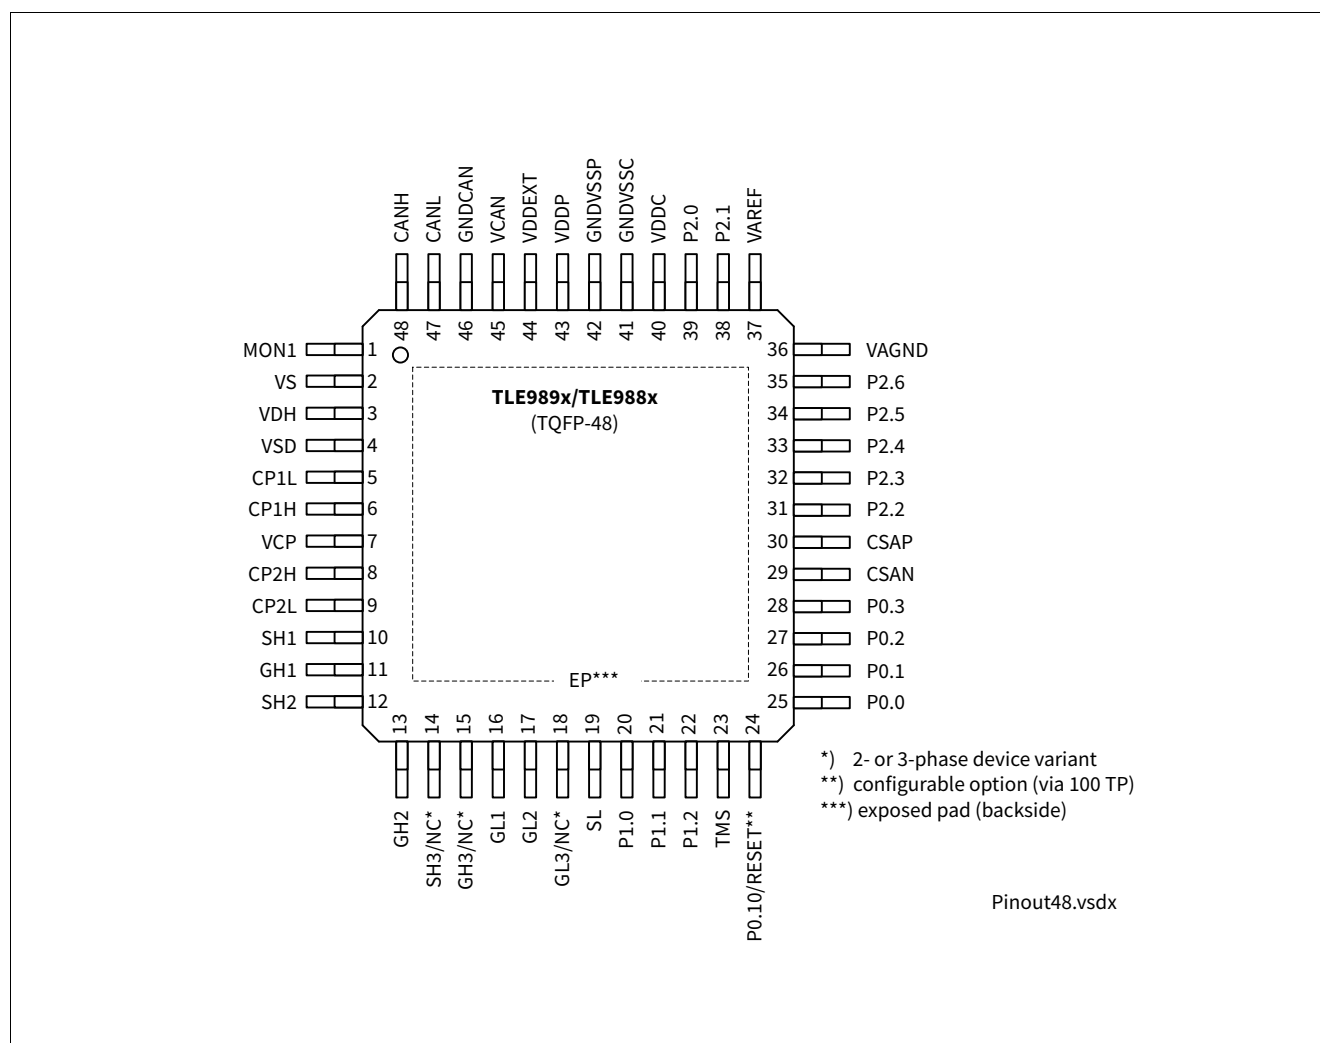 CANH
CANL
GNDCAN
VCAN
VDDEXT
VDDP
GNDVSSP
GNDVSSC
VDDC
P2.0
P2.1
VAREF
48
47
46
45
44
43
42
41
40
39
38
37
MON1 1
VS 2
VDH 3
VSD 4
CP1L 5
CP1H 6
VCP 7
CP2H 8
CP2L 9
SH1 10
GH1 11
SH2 12
TLE989x/TLE988x
(TQFP-48)
EP***
36 VAGND
35 P2.6
34 P2.5
33 P2.4
32 P2.3
31 P2.2
30 CSAP
29 CSAN
28 P0.3
27 P0.2
26 P0.1
25 P0.0
13
14
15
16
17
18
19
20
21
22
23
24
GH2
SH3/NC*
GH3/NC*
GL1
GL2
GL3/NC*
SL
P1.0
P1.1
P1.2
TMS
P0.10/RESET**
*) 2- or 3-phase device variant
**) configurable option (via 100 TP)
***) exposed pad (backside)
Pinout48.vsdx